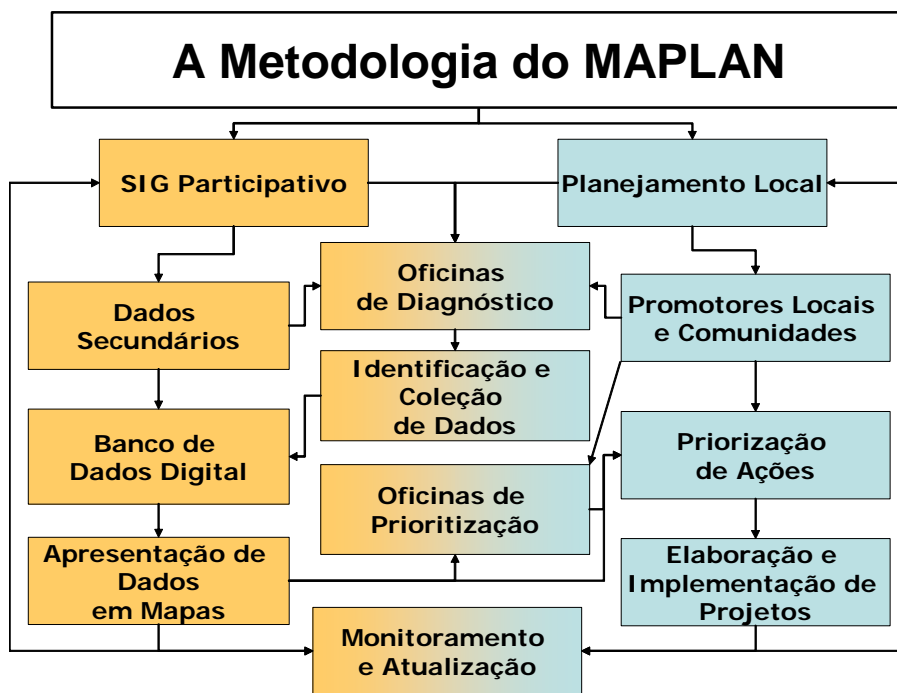 A Metodologia do MAPLAN
SIG Participativo
Planejamento Local
Oficinas
de Diagnóstico
Dados
Secundários
Promotores Locais
e Comunidades
Identificação e
Coleção
de Dados
Banco de
Dados Digital
Priorização
de Ações
Oficinas de
Prioritização
Apresentação de
Dados
em Mapas
Elaboração e
Implementação de
Projetos
Monitoramento
e Atualização